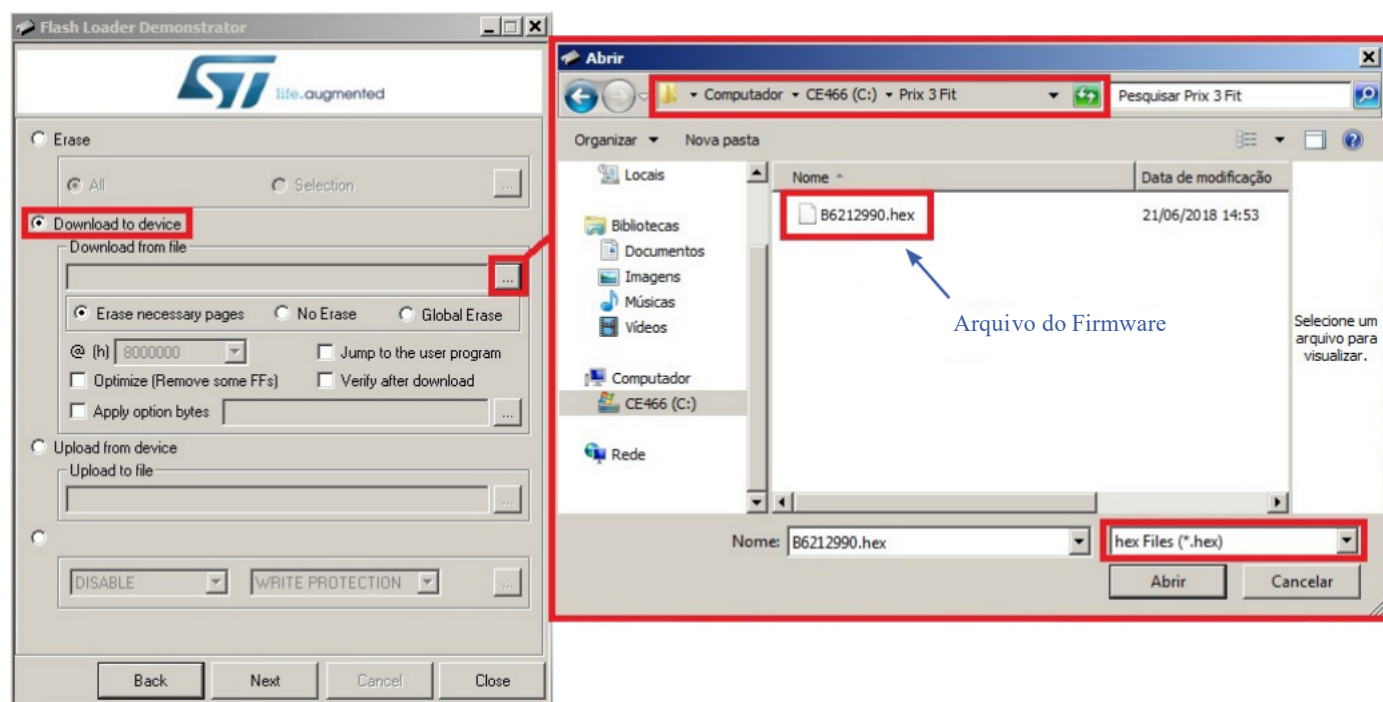 Flash Loader Demonstrator
ST life.augmented
Erase
All
Selection
...
Download to device
Download from file
...
Erase necessary pages
No Erase
Global Erase
@ (h) 8000000
Jump to the user program
Optimize (Remove some FFs)
Verify after download
Apply option bytes
...
Upload from device
Upload to file
...
DISABLE
WRITE PROTECTION
...
Back
Next
Cancel
Close
Abrir
Computador
CE466 (C:)
Prix 3 Fit
Pesquisar Prix 3 Fit
Organizar
Nova pasta
Locais
Bibliotecas
Documentos
Imagens
Músicas
Vídeos
Computador
CE466 (C:)
Rede
Nome
Data de modificação
B6212990.hex
21/06/2018 14:53
Arquivo do Firmware
Selecione um
arquivo para
visualizar.
Nome: B6212990.hex
hex Files (*.hex)
Abrir
Cancelar